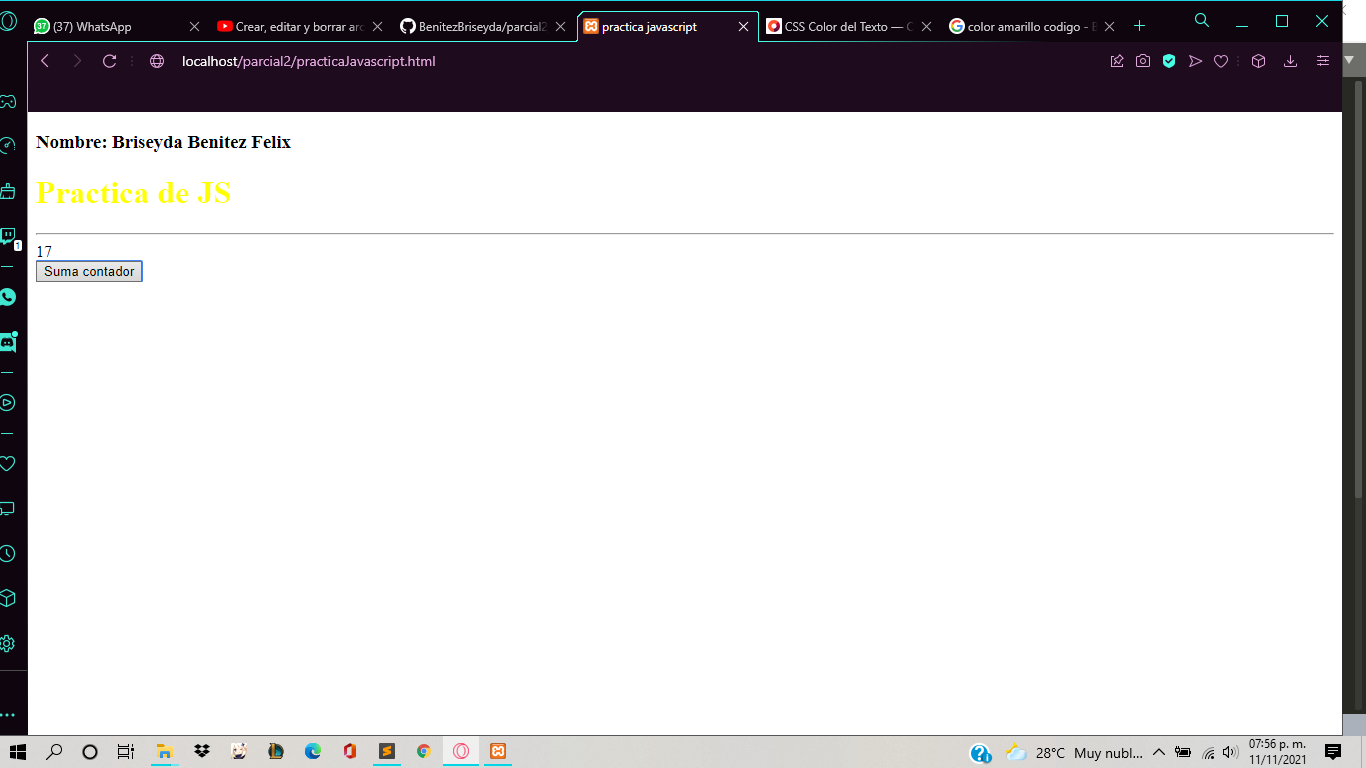 (37) WhatsApp
Crear, editar y borrar arc
BenitezBriseyda/parcial2
practica javascript
CSS Color del Texto — C
color amarillo codigo - B
localhost/parcial2/practicaJavascript.html
Nombre: Briseyda Benitez Felix
Practica de JS
17
Suma contador
1
28°C Muy nubl...
07:56 p. m.
11/11/2021